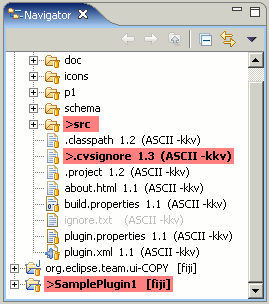 Navigator
doc
icons
p1
schema
>src
.classpath 1.2 (ASCII -kkv)
>.cvsignore 1.3 (ASCII -kkv)
.project 1.2 (ASCII -kkv)
about.html 1.1 (ASCII -kkv)
build.properties 1.1 (ASCII -kkv)
ignore.txt
plugin.properties 1.1 (ASCII -kkv)
plugin.xml 1.1 (ASCII -kkv)
org.eclipse.team.ui-COPY [fiji]
>SamplePlugin1 [fiji]